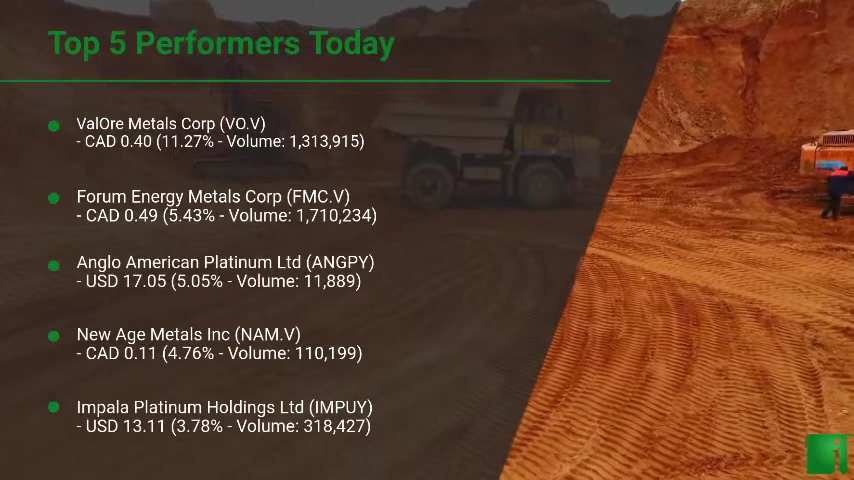 Top 5 Performers Today
ValOre Metals Corp (VO.V)
- CAD 0.40 (11.27% - Volume: 1,313,915)
Forum Energy Metals Corp (FMC.V)
- CAD 0.49 (5.43% - Volume: 1,710,234)
Anglo American Platinum Ltd (ANGPY)
- USD 17.05 (5.05% - Volume: 11,889)
New Age Metals Inc (NAM.V)
- CAD 0.11 (4.76% - Volume: 110,199)
Impala Platinum Holdings Ltd (IMPUY)
- USD 13.11 (3.78% - Volume: 318,427)
i